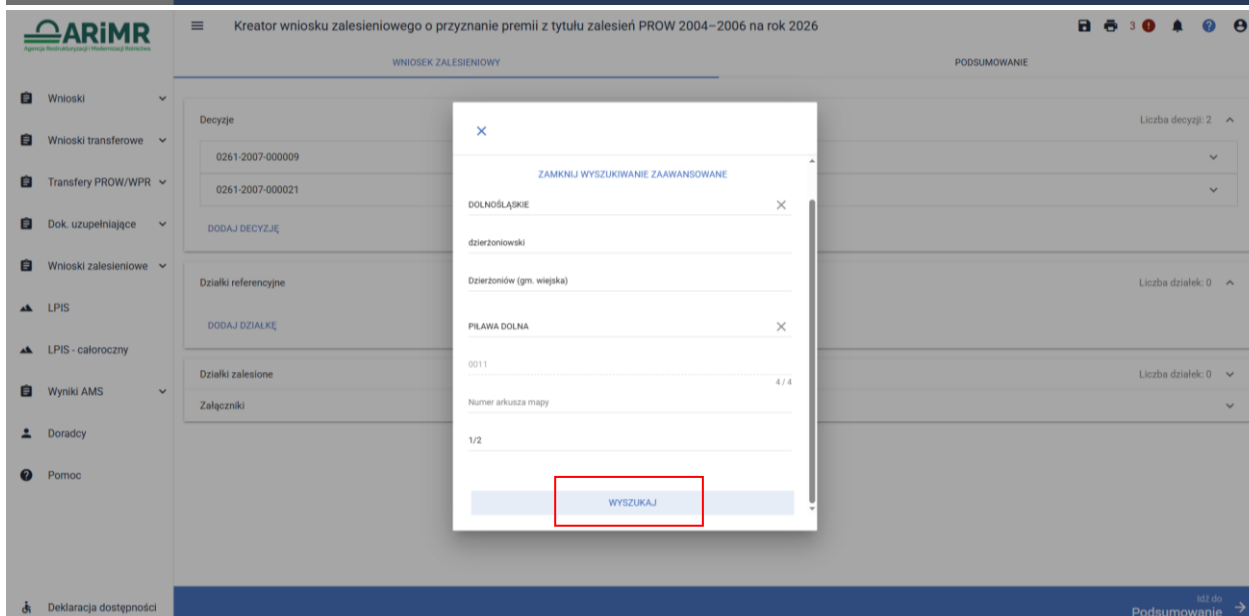 ARiMR
Agencja Restrukturyzacji i Modernizacji Rolnictwa
Kreator wniosku zalesieniowego o przyznanie premii z tytułu zalesień PROW 2004–2006 na rok 2026
3
WNIOSEK ZALESIENIOWY
PODSUMOWANIE
Wnioski
Wnioski transferowe
Transfery PROW/WPR
Dok. uzupełniające
Wnioski zalesieniowe
LPIS
LPIS - całoroczny
Wyniki AMS
Doradcy
Pomoc
Deklaracja dostępności
Decyzje
Liczba decyzji: 2
0261-2007-000009
0261-2007-000021
DODAJ DECYZJĘ
Działki referencyjne
Liczba działek: 0
DODAJ DZIAŁKĘ
Działki zalesione
Liczba działek: 0
Załączniki
ZAMKNIJ WYSZUKIWANIE ZAAWANSOWANE
DOLNOŚLĄSKIE
dzierżoniowski
Dzierżoniów (gm. wiejska)
PIŁAWA DOLNA
0011
4 / 4
Numer arkusza mapy
1/2
WYSZUKAJ
Idź do
Podsumowanie